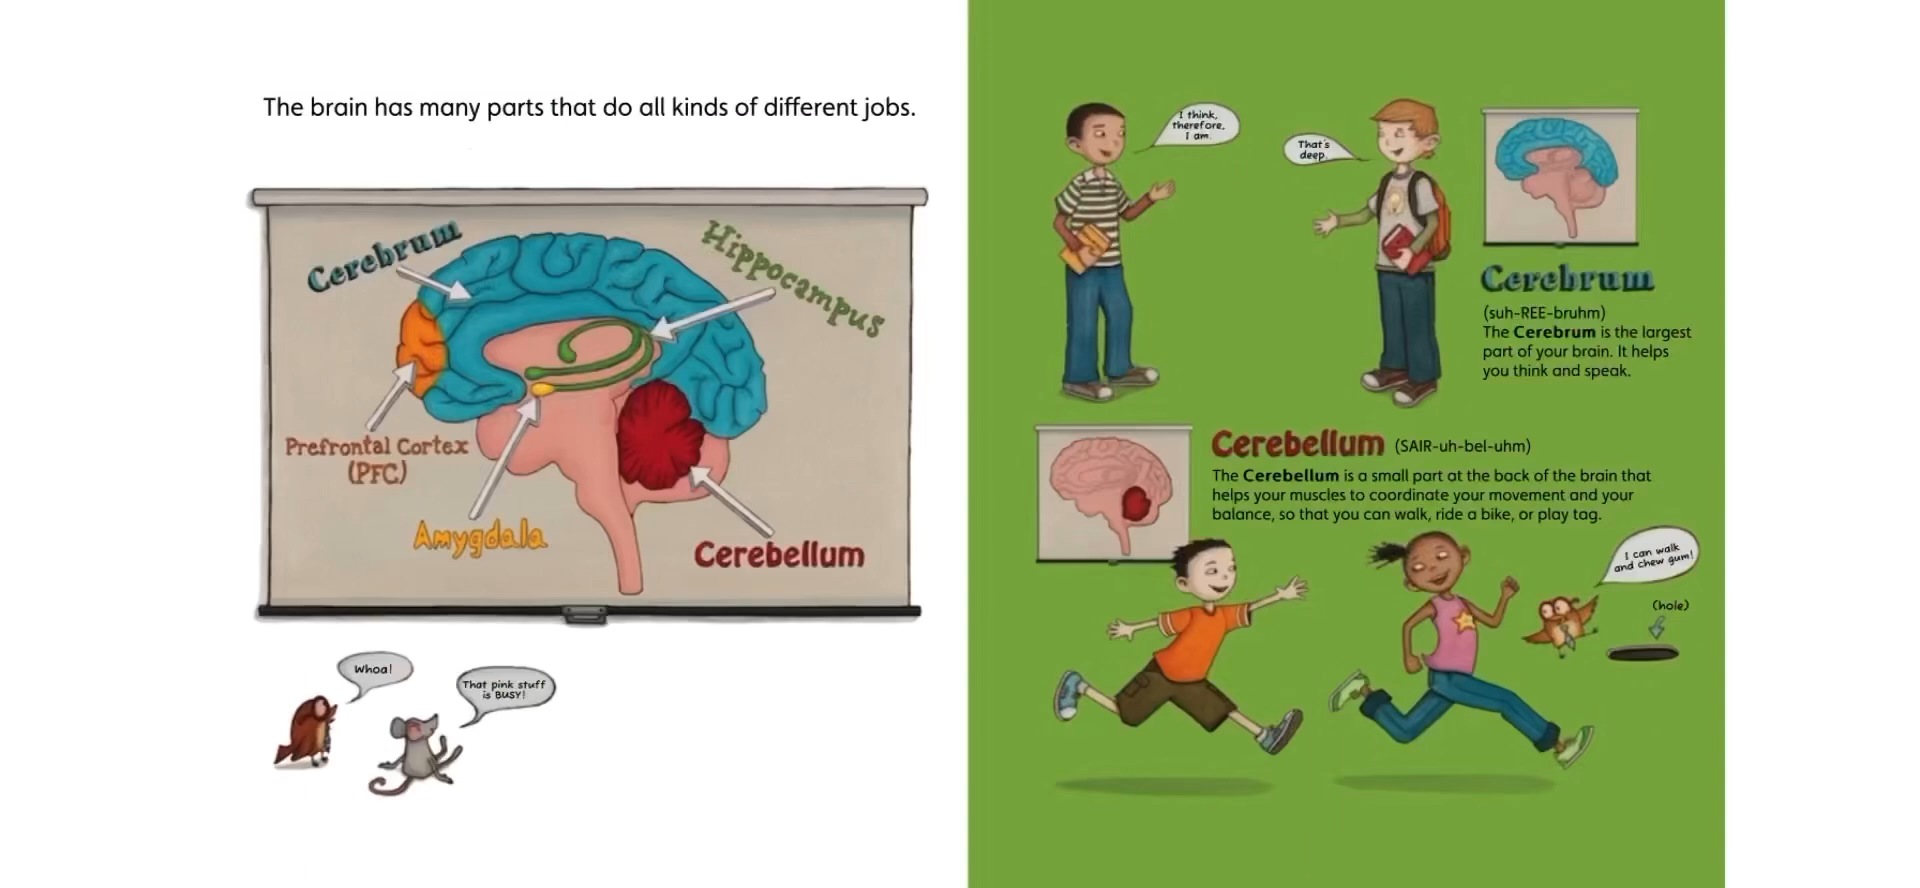 The brain has many parts that do all kinds of different jobs.
Cerebrum
Hippocampus
Prefrontal Cortex
(PFC)
Amygdala
Cerebellum
Whoa!
That pink stuff
is BUSY!
I think,
therefore,
I am.
That's
deep.
Cerebrum
(suh-REE-bruhm)
The Cerebrum is the largest
part of your brain. It helps
you think and speak.
Cerebellum (SAIR-uh-bel-uhm)
The Cerebellum is a small part at the back of the brain that
helps your muscles to coordinate your movement and your
balance, so that you can walk, ride a bike, or play tag.
I can walk
and chew gum!
(hole)